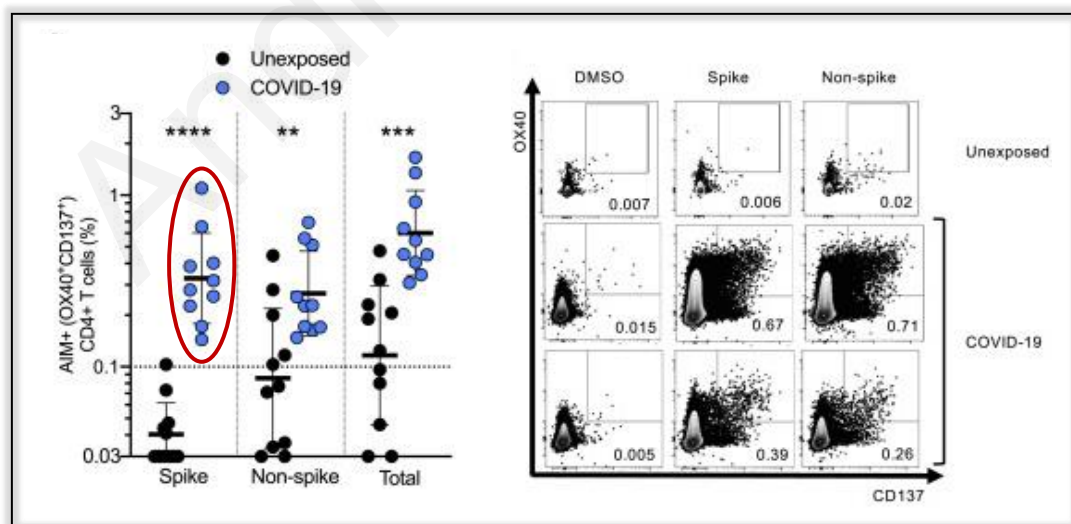 Unexposed
COVID-19
3
1
0.1
0.03
AIM+ (OX40⁺CD137⁺)
CD4+ T cells (%)
**** ** ***
Spike Non-spike Total
DMSO Spike Non-spike
OX40
0.007 0.006 0.02
Unexposed
0.015 0.67 0.71
COVID-19
0.005 0.39 0.26
CD137